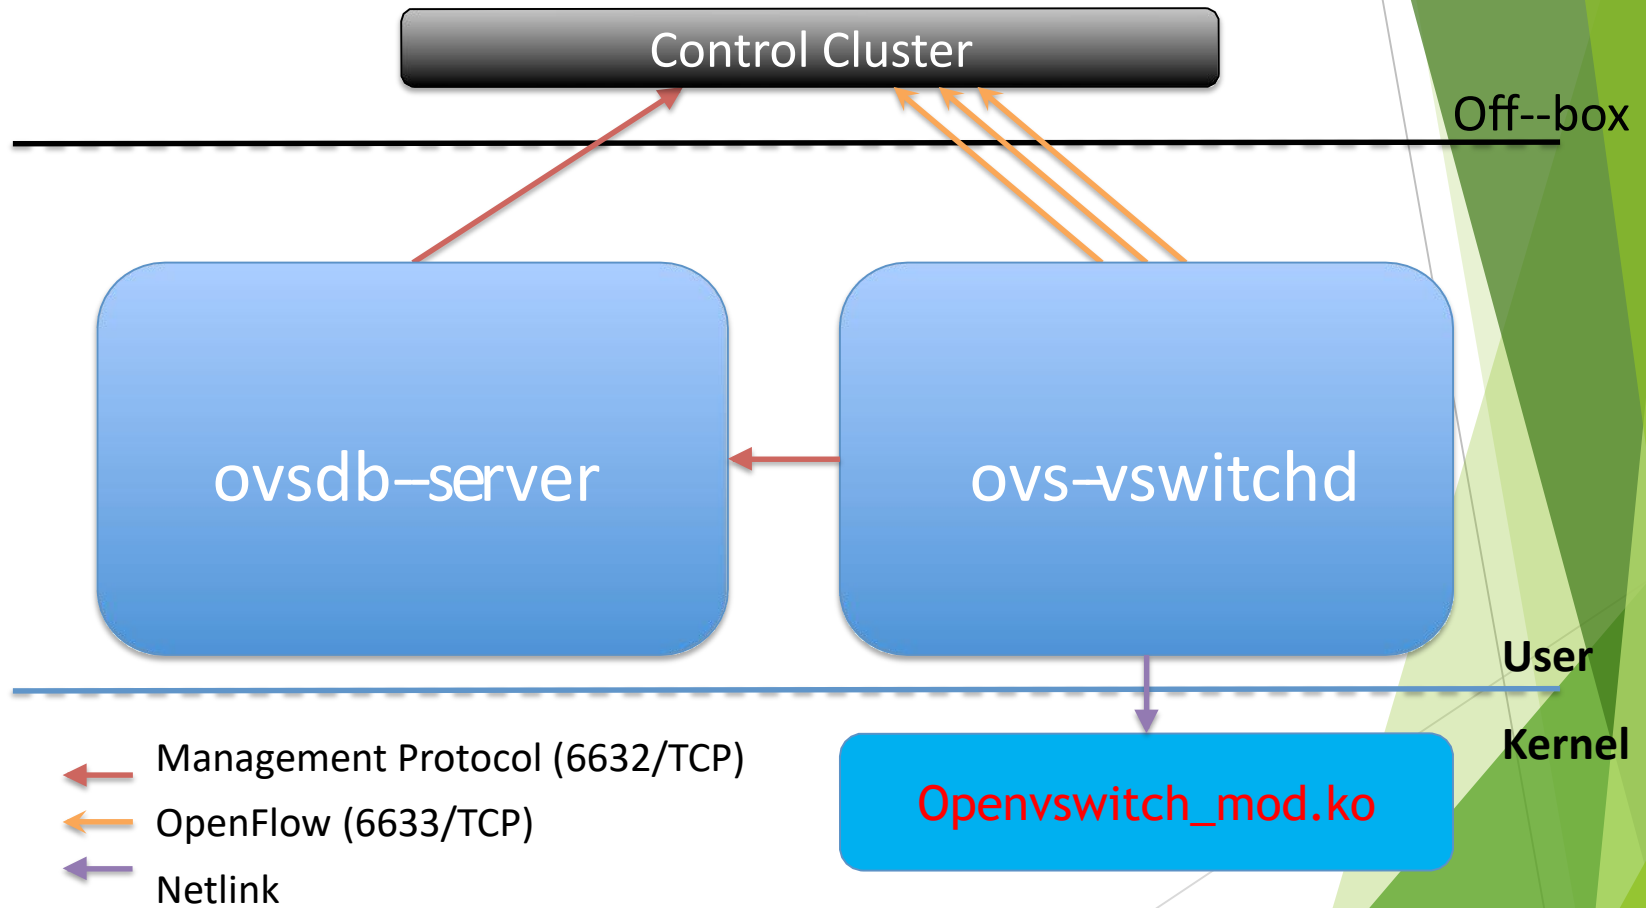 Control Cluster
Off--box
ovsdb--server
ovs--vswitchd
User
Kernel
Management Protocol (6632/TCP)
OpenFlow (6633/TCP)
Netlink
Openvswitch_mod.ko